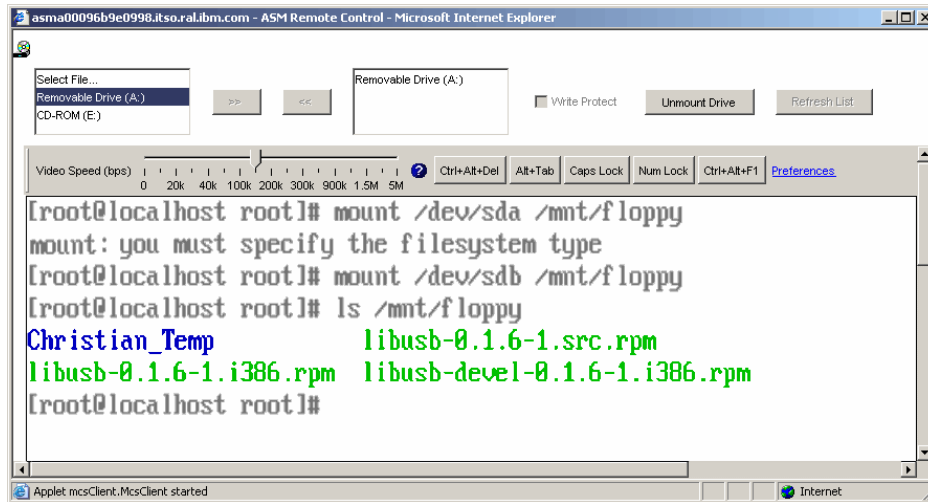 asma00096b9e0998.itso.ral.ibm.com - ASM Remote Control - Microsoft Internet Explorer
Select File...
Removable Drive (A:)
CD-ROM (E:)
>>
<<
Removable Drive (A:)
Write Protect
Unmount Drive
Refresh List
Video Speed (bps)
0 20k 40k 100k 200k 300k 900k 1.5M 5M
?
Ctrl+Alt+Del
Alt+Tab
Caps Lock
Num Lock
Ctrl+Alt+F1
Preferences
[root@localhost root]# mount /dev/sda /mnt/floppy
mount: you must specify the filesystem type
[root@localhost root]# mount /dev/sdb /mnt/floppy
[root@localhost root]# ls /mnt/floppy
Christian_Temp libusb-0.1.6-1.src.rpm
libusb-0.1.6-1.i386.rpm libusb-devel-0.1.6-1.i386.rpm
[root@localhost root]#
Applet mcsClient.McsClient started
Internet